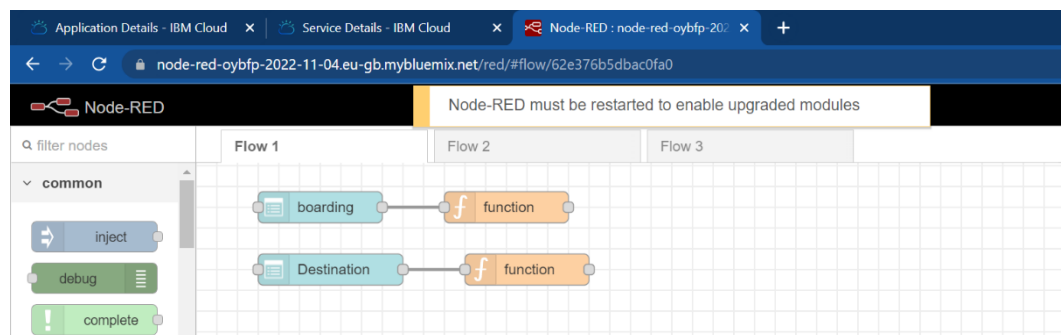 Application Details - IBM Cloud
Service Details - IBM Cloud
Node-RED : node-red-oybfp-202
node-red-oybfp-2022-11-04.eu-gb.mybluemix.net/red/#flow/62e376b5dbac0fa0
Node-RED
Node-RED must be restarted to enable upgraded modules
filter nodes
Flow 1
Flow 2
Flow 3
common
boarding
function
inject
Destination
function
debug
complete